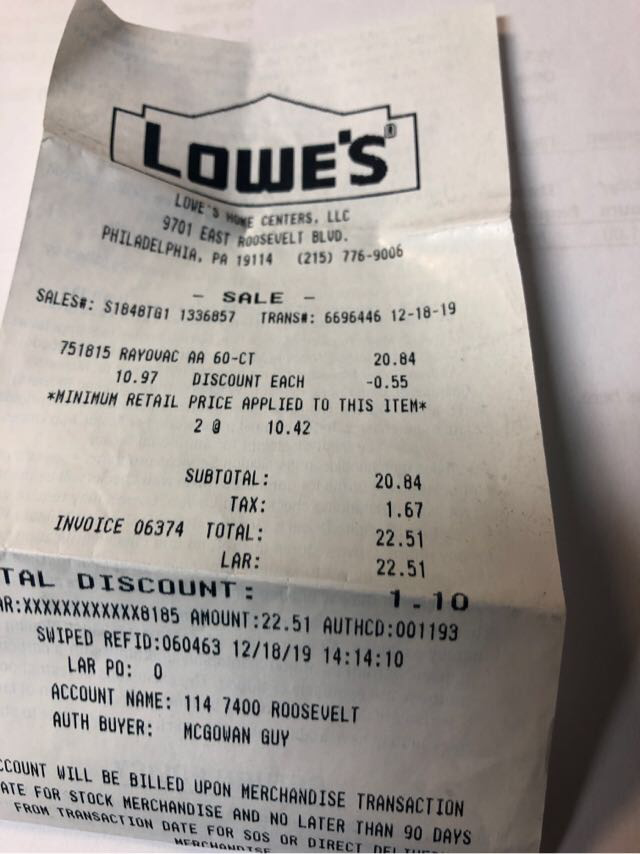 LOWE'S
LOWE'S HOME CENTERS, LLC
9701 EAST ROOSEVELT BLVD.
PHILADELPHIA, PA 19114 (215) 776-9006
- SALE -
SALES#: S1848TG1 1336857 TRANS#: 6696446 12-18-19
751815 RAYOVAC AA 60-CT 20.84
10.97 DISCOUNT EACH -0.55
*MINIMUM RETAIL PRICE APPLIED TO THIS ITEM*
2 @ 10.42
SUBTOTAL: 20.84
TAX: 1.67
INVOICE 06374 TOTAL: 22.51
LAR: 22.51
TAL DISCOUNT: 1.10
AR:XXXXXXXXXXXX8185 AMOUNT:22.51 AUTHCD:001193
SWIPED REFID:060463 12/18/19 14:14:10
LAR PO: 0
ACCOUNT NAME: 114 7400 ROOSEVELT
AUTH BUYER: MCGOWAN GUY
CCOUNT WILL BE BILLED UPON MERCHANDISE TRANSACTION
ATE FOR STOCK MERCHANDISE AND NO LATER THAN 90 DAYS
FROM TRANSACTION DATE FOR SOS OR DIRECT
MERCHANDISE